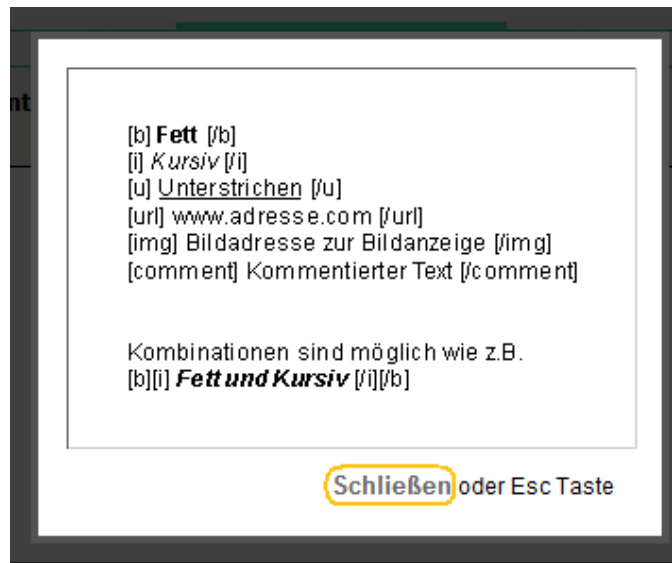 nt
[b] Fett [/b]
[i] Kursiv [/i]
[u] Unterstrichen [/u]
[url] www.adresse.com [/url]
[img] Bildadresse zur Bildanzeige [/img]
[comment] Kommentierter Text [/comment]
Kombinationen sind möglich wie z.B.
[b][i] Fett und Kursiv [/i][/b]
Schließen oder Esc Taste